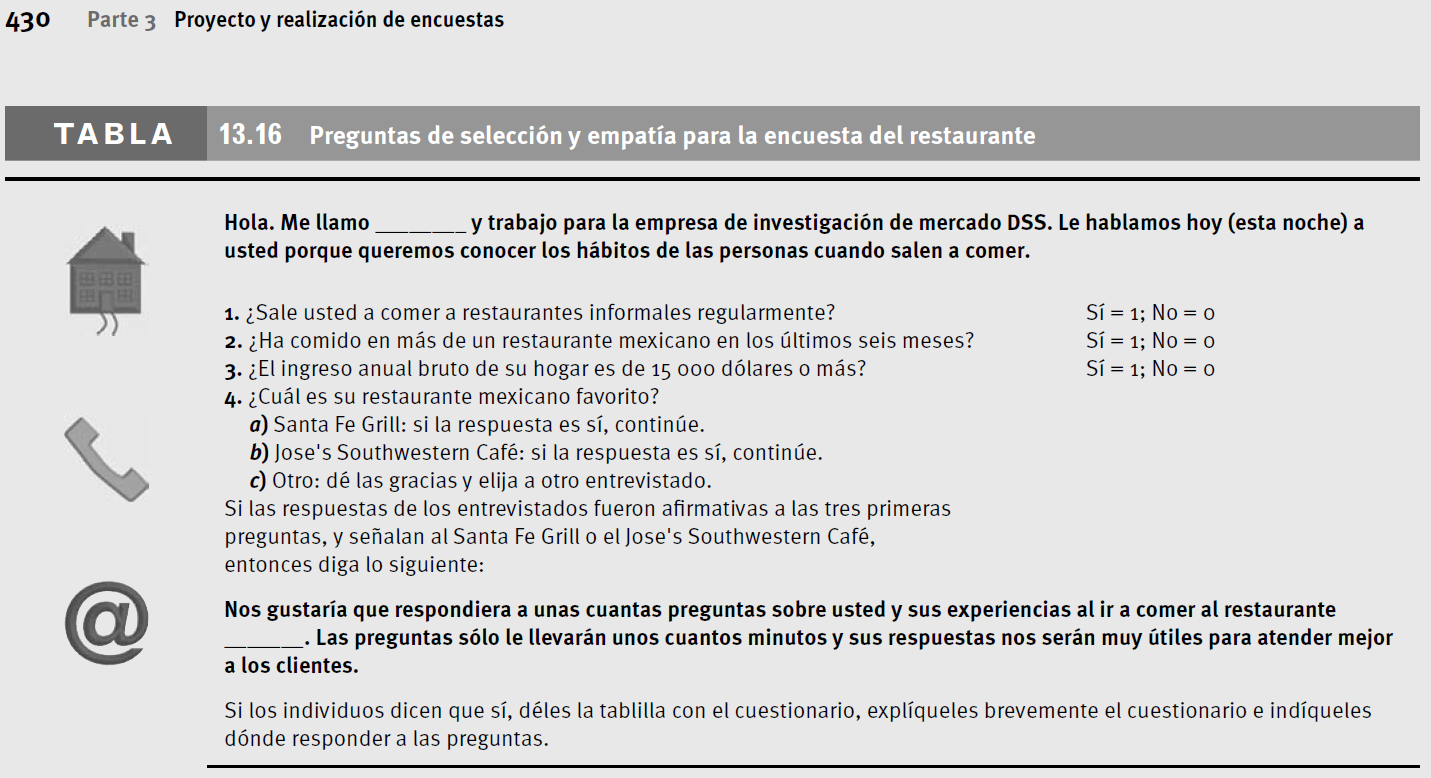 430 Parte 3 Proyecto y realización de encuestas
TABLA 13.16 Preguntas de selección y empatía para la encuesta del restaurante
Hola. Me llamo ________ y trabajo para la empresa de investigación de mercado DSS. Le hablamos hoy (esta noche) a
usted porque queremos conocer los hábitos de las personas cuando salen a comer.
1. ¿Sale usted a comer a restaurantes informales regularmente? Sí = 1; No = 0
2. ¿Ha comido en más de un restaurante mexicano en los últimos seis meses? Sí = 1; No = 0
3. ¿El ingreso anual bruto de su hogar es de 15 000 dólares o más? Sí = 1; No = 0
4. ¿Cuál es su restaurante mexicano favorito?
a) Santa Fe Grill: si la respuesta es sí, continúe.
b) Jose's Southwestern Café: si la respuesta es sí, continúe.
c) Otro: dé las gracias y elija a otro entrevistado.
Si las respuestas de los entrevistados fueron afirmativas a las tres primeras
preguntas, y señalan al Santa Fe Grill o el Jose's Southwestern Café,
entonces diga lo siguiente:
Nos gustaría que respondiera a unas cuantas preguntas sobre usted y sus experiencias al ir a comer al restaurante
_______. Las preguntas sólo le llevarán unos cuantos minutos y sus respuestas nos serán muy útiles para atender mejor
a los clientes.
Si los individuos dicen que sí, déles la tablilla con el cuestionario, explíqueles brevemente el cuestionario e indíqueles
dónde responder a las preguntas.
@